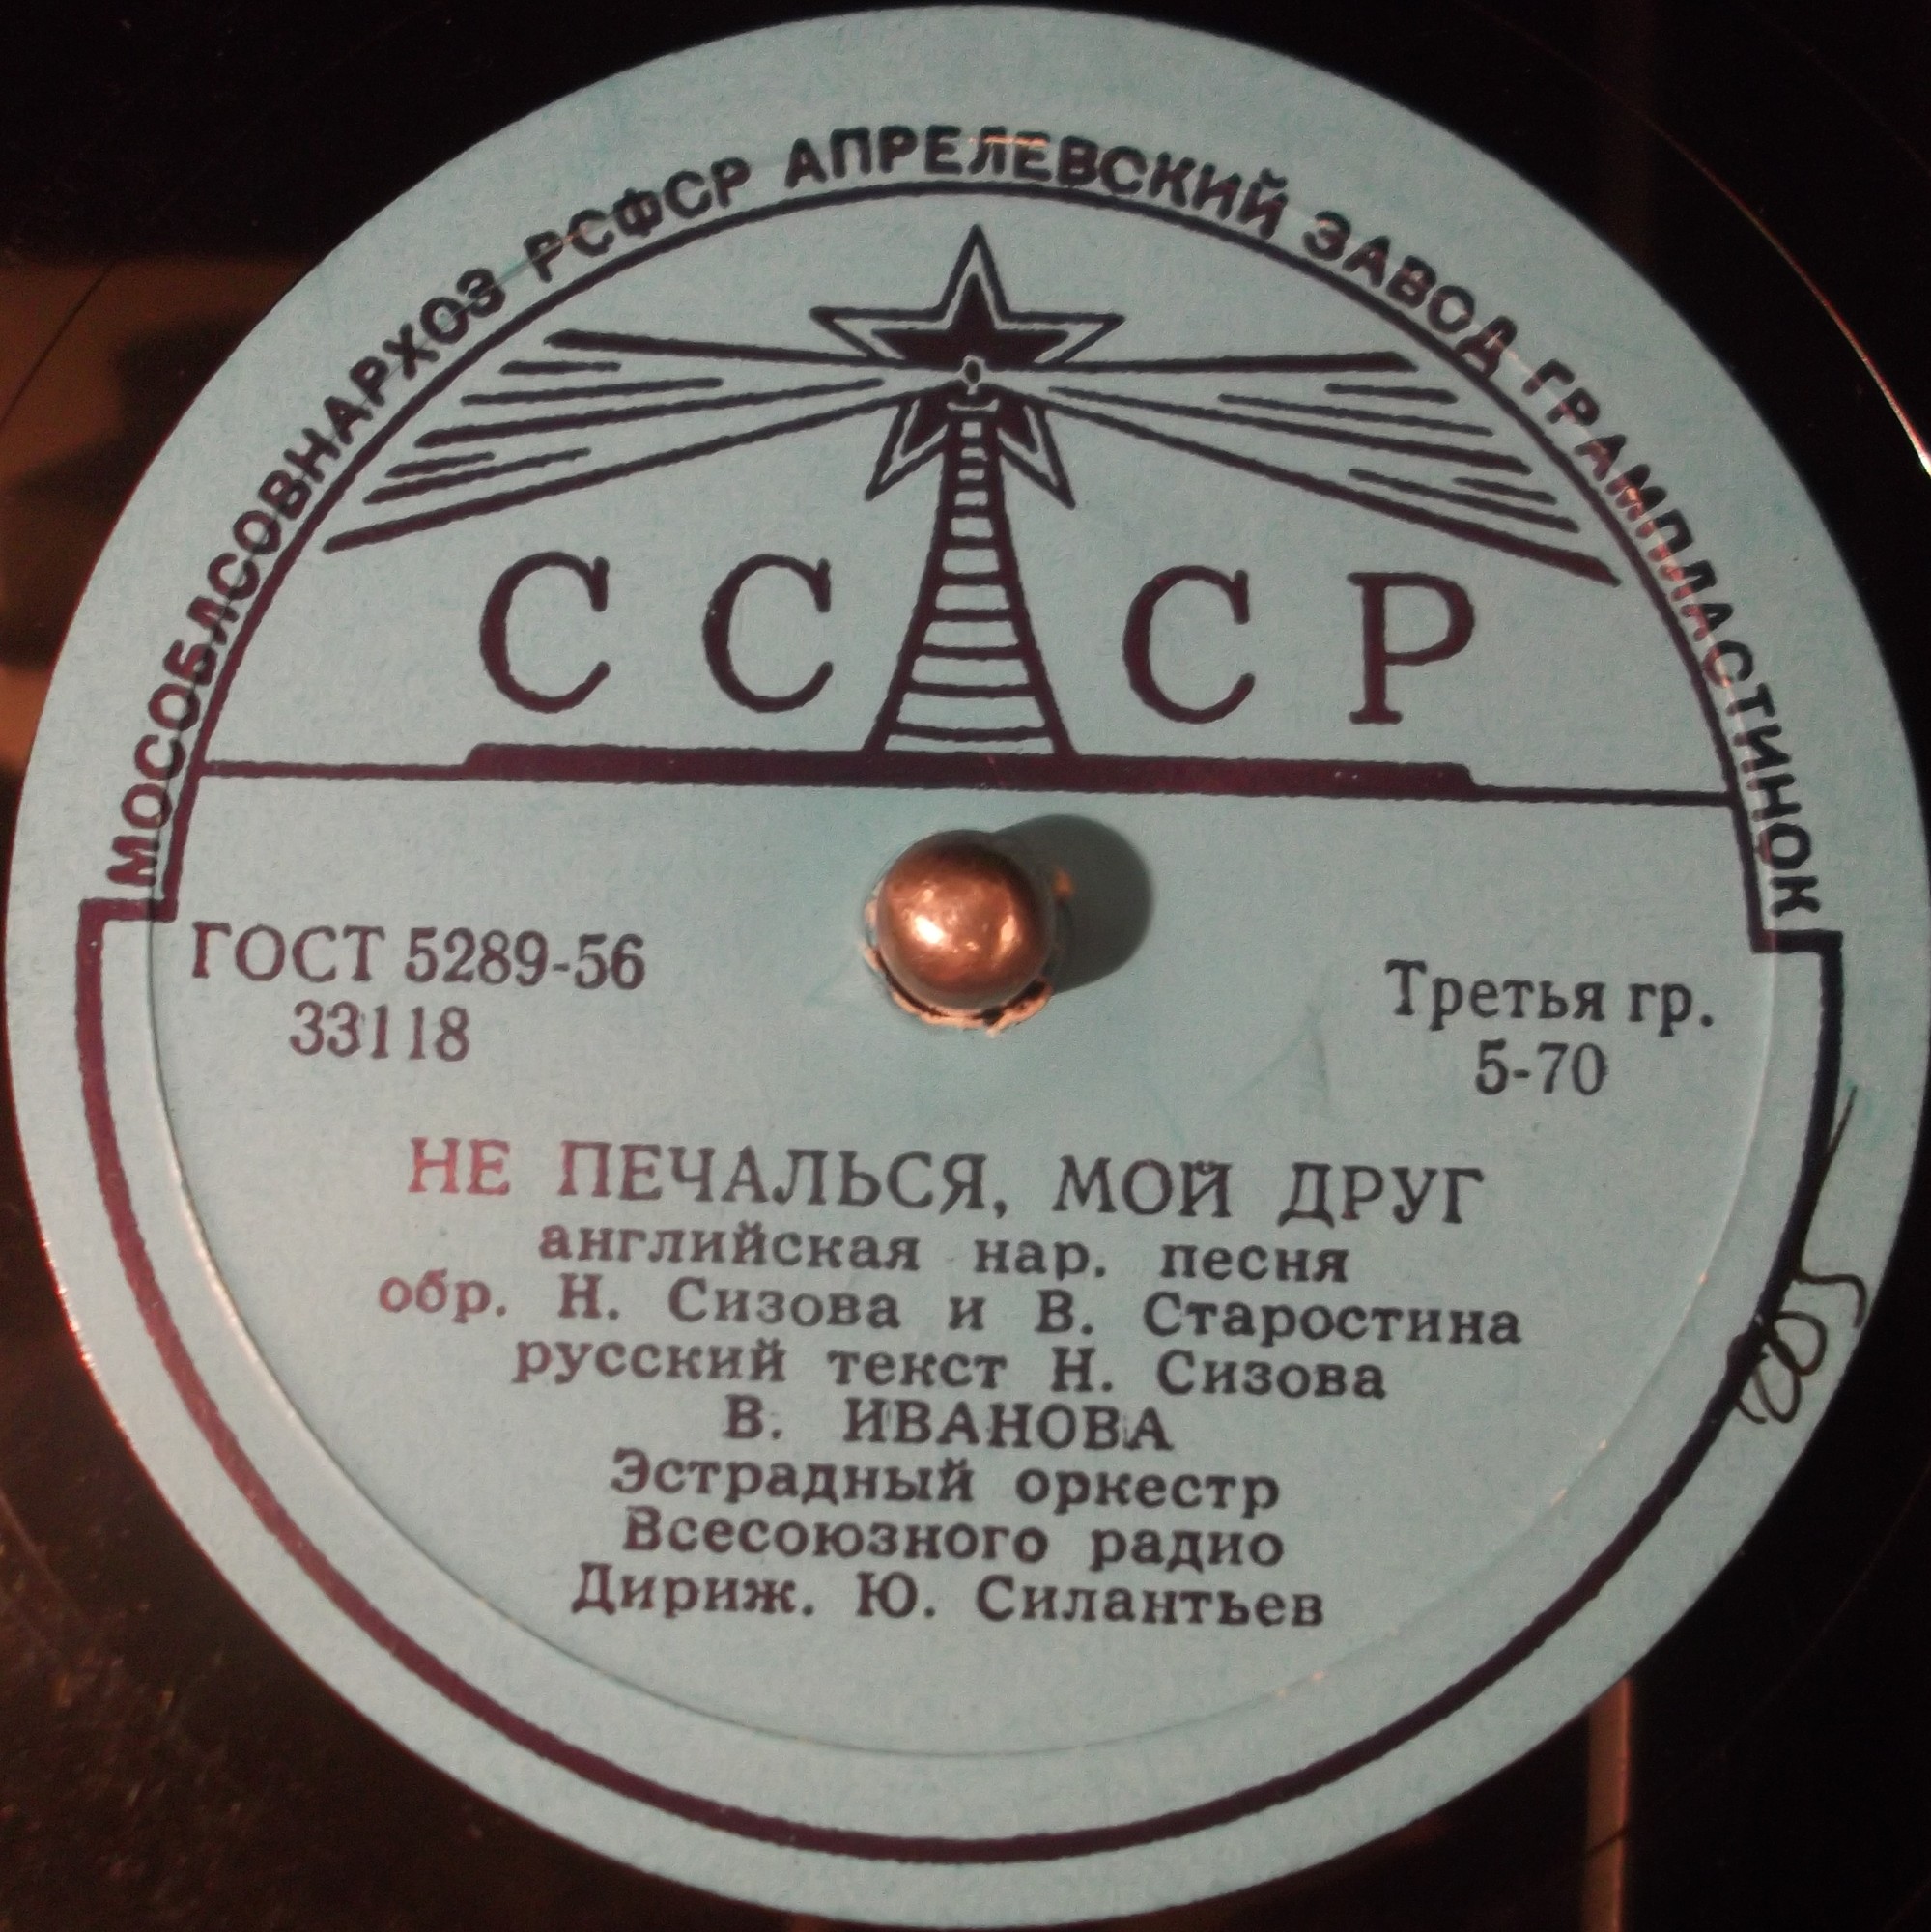 МОСОБЛСОВНАРХОЗ РСФСР АПРЕЛЕВСКИЙ ЗАВОД ГРАМПЛАСТИНОК
СССР
ГОСТ 5289-56
33118
Третья гр.
5-70
НЕ ПЕЧАЛЬСЯ, МОЙ ДРУГ
английская нар. песня
обр. Н. Сизова и В. Старостина
русский текст Н. Сизова
В. ИВАНОВА
Эстрадный оркестр
Всесоюзного радио
Дириж. Ю. Силантьев